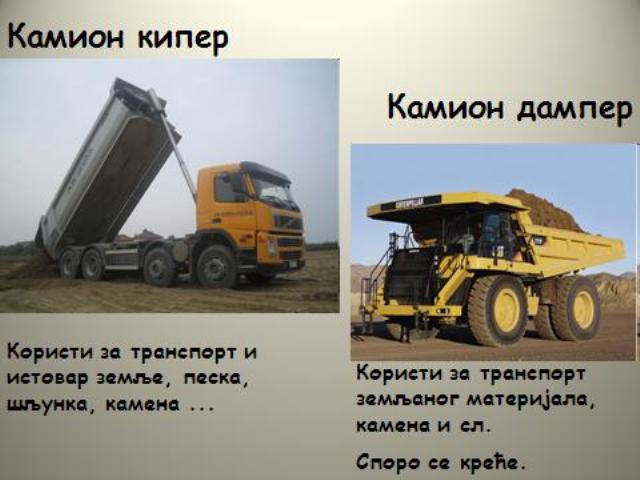 Камион кипер
Камион дампер
CATERPILLAR
Користи за транспорт и
истовар земље, песка,
шљунка, камена ...
Користи за транспорт
земљаног материјала,
камена и сл.
Споро се креће.